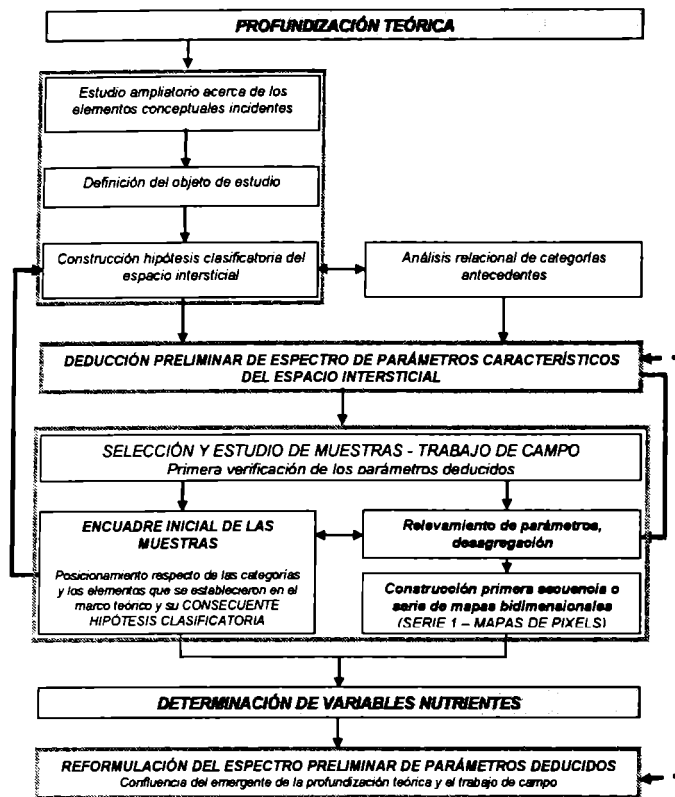 PROFUNDIZACIÓN TEÓRICA
Estudio ampliatorio acerca de los
elementos conceptuales incidentes
Definición del objeto de estudio
Construcción hipótesis clasificatoria del
espacio intersticial
Análisis relacional de categorías
antecedentes
DEDUCCIÓN PRELIMINAR DE ESPECTRO DE PARÁMETROS CARACTERÍSTICOS
DEL ESPACIO INTERSTICIAL
SELECCIÓN Y ESTUDIO DE MUESTRAS - TRABAJO DE CAMPO
Primera verificación de los parámetros deducidos
ENCUADRE INICIAL DE LAS
MUESTRAS
Posicionamiento respecto de las categorías
y los elementos que se establecieron en el
marco teórico y su CONSECUENTE
HIPÓTESIS CLASIFICATORIA
Relevamiento de parámetros,
desagregación
Construcción primera secuencia o
serie de mapas bidimensionales
(SERIE 1 – MAPAS DE PIXELS)
DETERMINACIÓN DE VARIABLES NUTRIENTES
REFORMULACIÓN DEL ESPECTRO PRELIMINAR DE PARÁMETROS DEDUCIDOS
Confluencia del emergente de la profundización teórica y el trabajo de campo